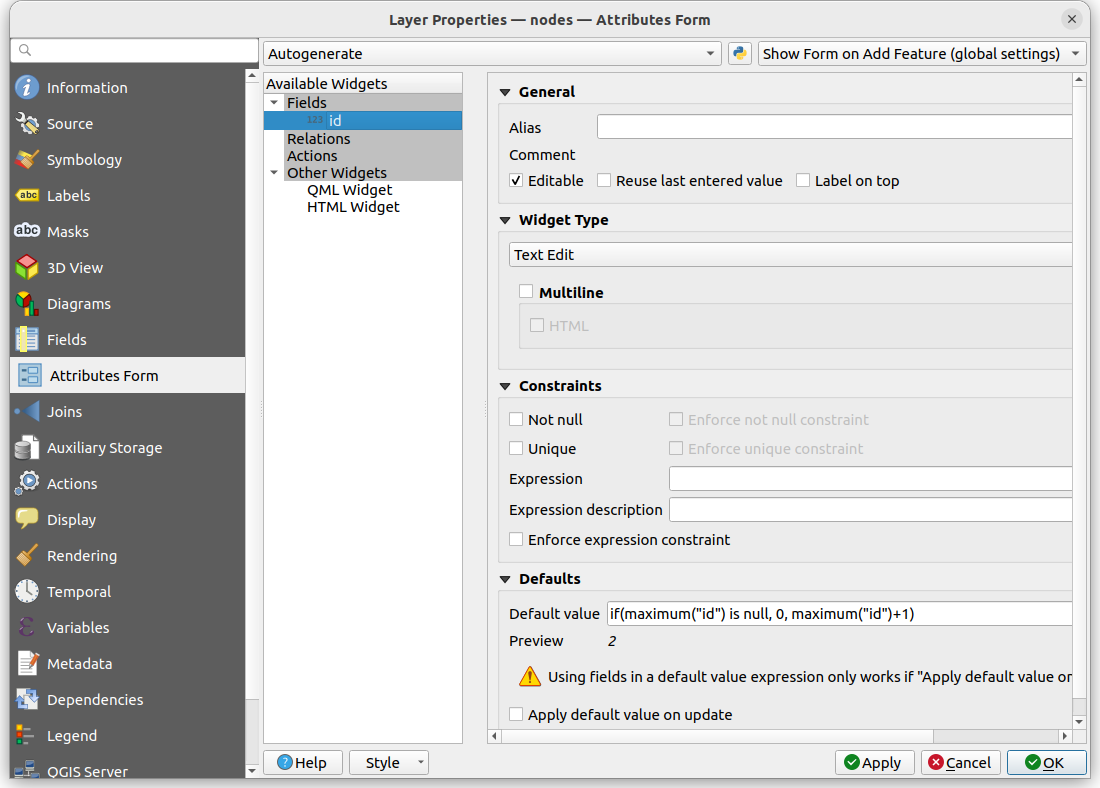 Layer Properties — nodes — Attributes Form
Autogenerate
Show Form on Add Feature (global settings)
Information
Source
Symbology
abc Labels
abc Masks
3D View
Diagrams
Fields
Attributes Form
Joins
Auxiliary Storage
Actions
Display
Rendering
Temporal
Variables
Metadata
Dependencies
Legend
QGIS Server
Available Widgets
Fields
123 id
Relations
Actions
Other Widgets
QML Widget
HTML Widget
General
Alias
Comment
Editable Reuse last entered value Label on top
Widget Type
Text Edit
Multiline
HTML
Constraints
Not null Enforce not null constraint
Unique Enforce unique constraint
Expression
Expression description
Enforce expression constraint
Defaults
Default value if(maximum("id") is null, 0, maximum("id")+1)
Preview 2
Using fields in a default value expression only works if "Apply default value or
Apply default value on update
Help Style Apply Cancel OK